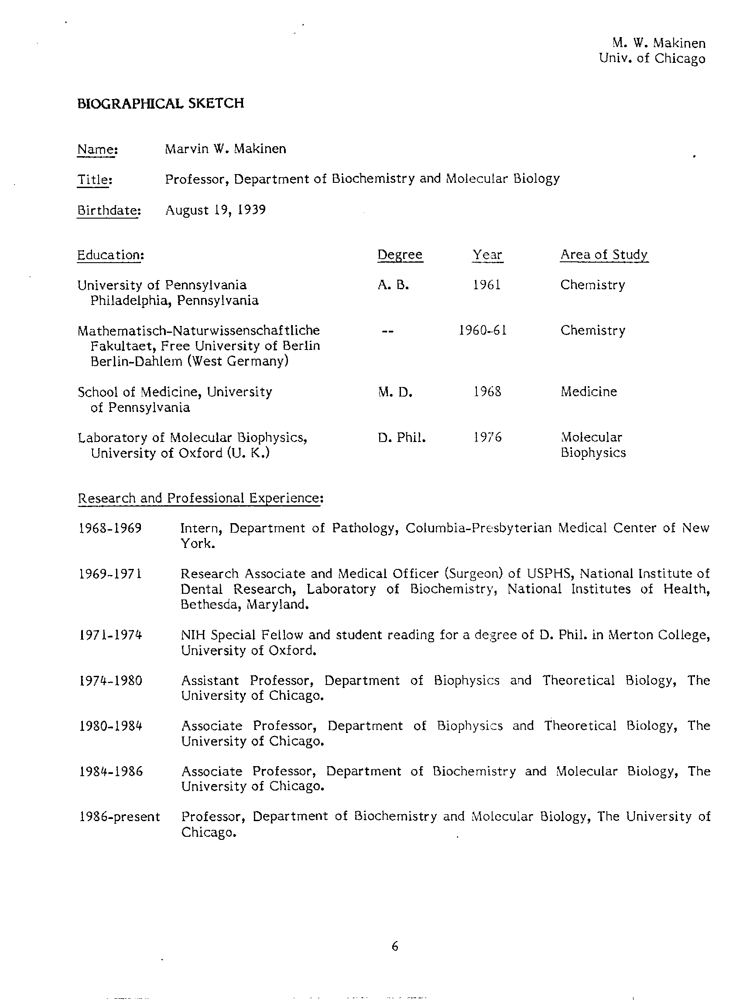 M. W. Makinen
Univ. of Chicago
BIOGRAPHICAL SKETCH
Name: Marvin W. Makinen
Title: Professor, Department of Biochemistry and Molecular Biology
Birthdate: August 19, 1939
Education: Degree Year Area of Study
University of Pennsylvania A. B. 1961 Chemistry
Philadelphia, Pennsylvania
Mathematisch-Naturwissenschaftliche -- 1960-61 Chemistry
Fakultaet, Free University of Berlin
Berlin-Dahlem (West Germany)
School of Medicine, University M. D. 1968 Medicine
of Pennsylvania
Laboratory of Molecular Biophysics, D. Phil. 1976 Molecular
University of Oxford (U. K.) Biophysics
Research and Professional Experience:
1968-1969 Intern, Department of Pathology, Columbia-Presbyterian Medical Center of New
York.
1969-1971 Research Associate and Medical Officer (Surgeon) of USPHS, National Institute of
Dental Research, Laboratory of Biochemistry, National Institutes of Health,
Bethesda, Maryland.
1971-1974 NIH Special Fellow and student reading for a degree of D. Phil. in Merton College,
University of Oxford.
1974-1980 Assistant Professor, Department of Biophysics and Theoretical Biology, The
University of Chicago.
1980-1984 Associate Professor, Department of Biophysics and Theoretical Biology, The
University of Chicago.
1984-1986 Associate Professor, Department of Biochemistry and Molecular Biology, The
University of Chicago.
1986-present Professor, Department of Biochemistry and Molecular Biology, The University of
Chicago.
6